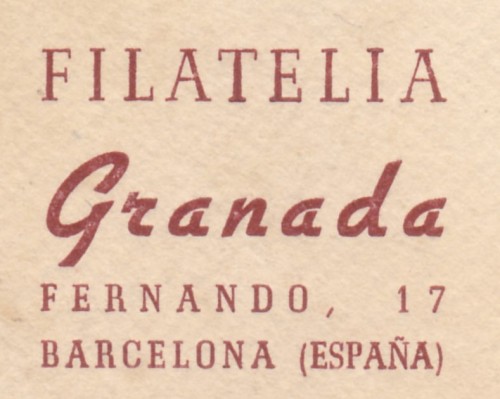 FILATELIA
Granada
FERNANDO, 17
BARCELONA (ESPAÑA)